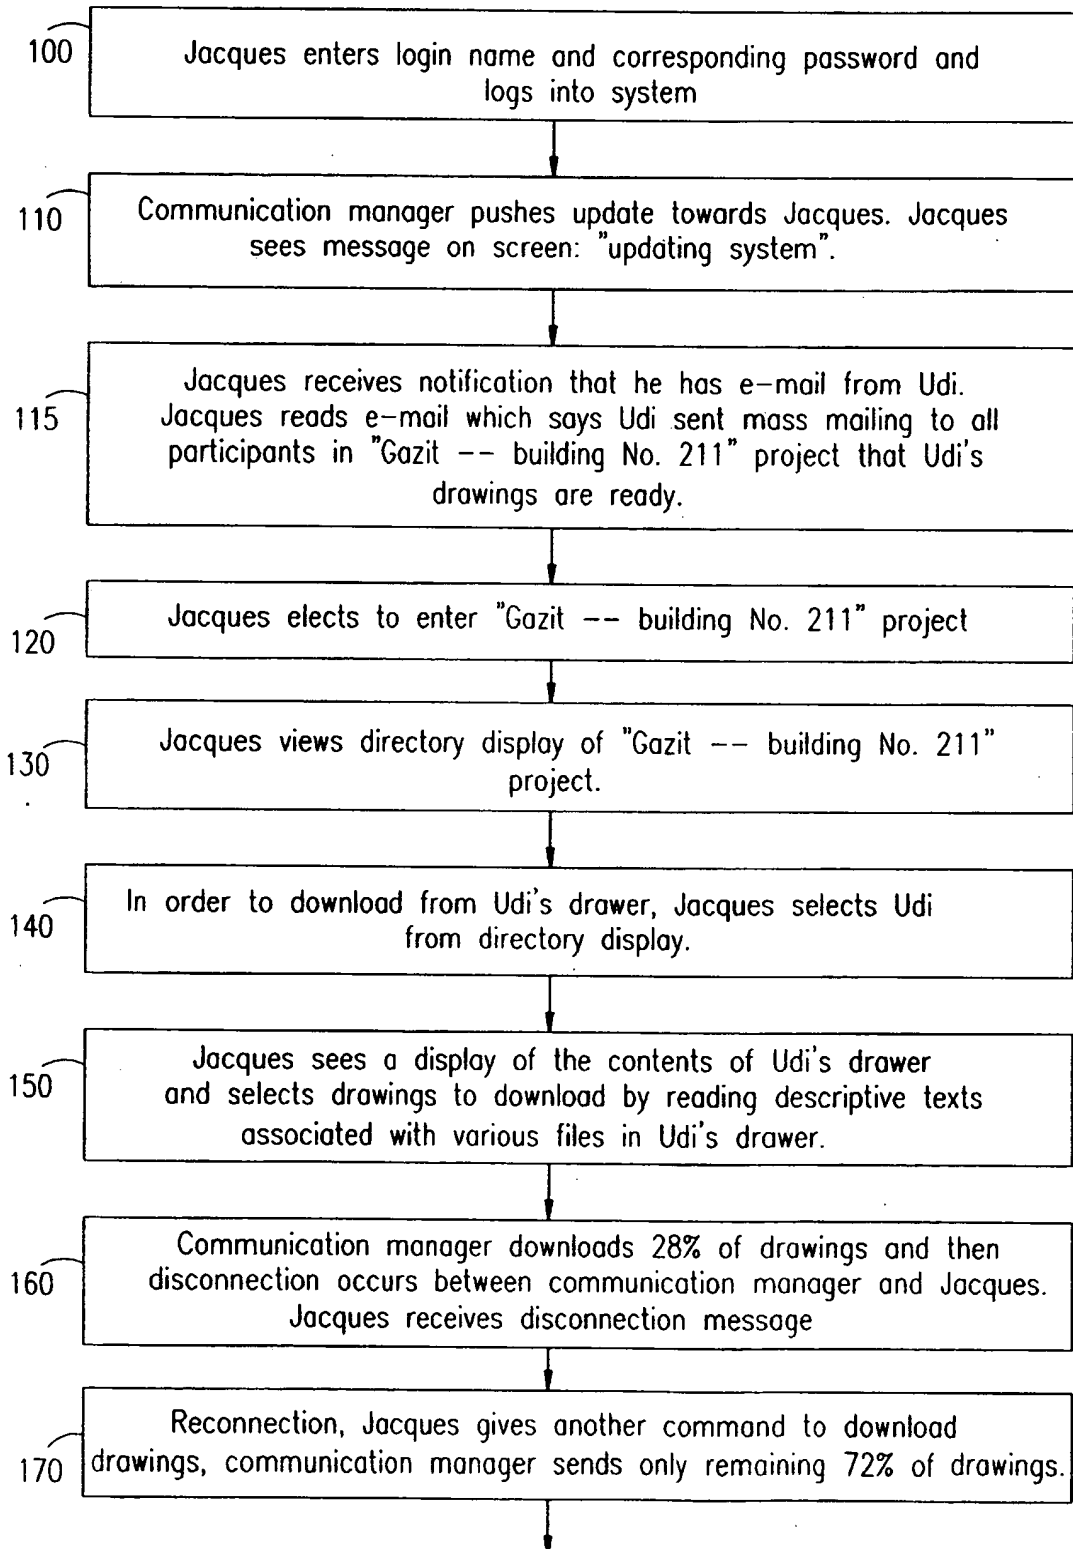 100
Jacques enters login name and corresponding password and
logs into system
110
Communication manager pushes update towards Jacques. Jacques
sees message on screen: "updating system".
115
Jacques receives notification that he has e-mail from Udi.
Jacques reads e-mail which says Udi sent mass mailing to all
participants in "Gazit -- building No. 211" project that Udi's
drawings are ready.
120
Jacques elects to enter "Gazit -- building No. 211" project
130
Jacques views directory display of "Gazit -- building No. 211"
project.
140
In order to download from Udi's drawer, Jacques selects Udi
from directory display.
150
Jacques sees a display of the contents of Udi's drawer
and selects drawings to download by reading descriptive texts
associated with various files in Udi's drawer.
160
Communication manager downloads 28% of drawings and then
disconnection occurs between communication manager and Jacques.
Jacques receives disconnection message
170
Reconnection, Jacques gives another command to download
drawings, communication manager sends only remaining 72% of drawings.